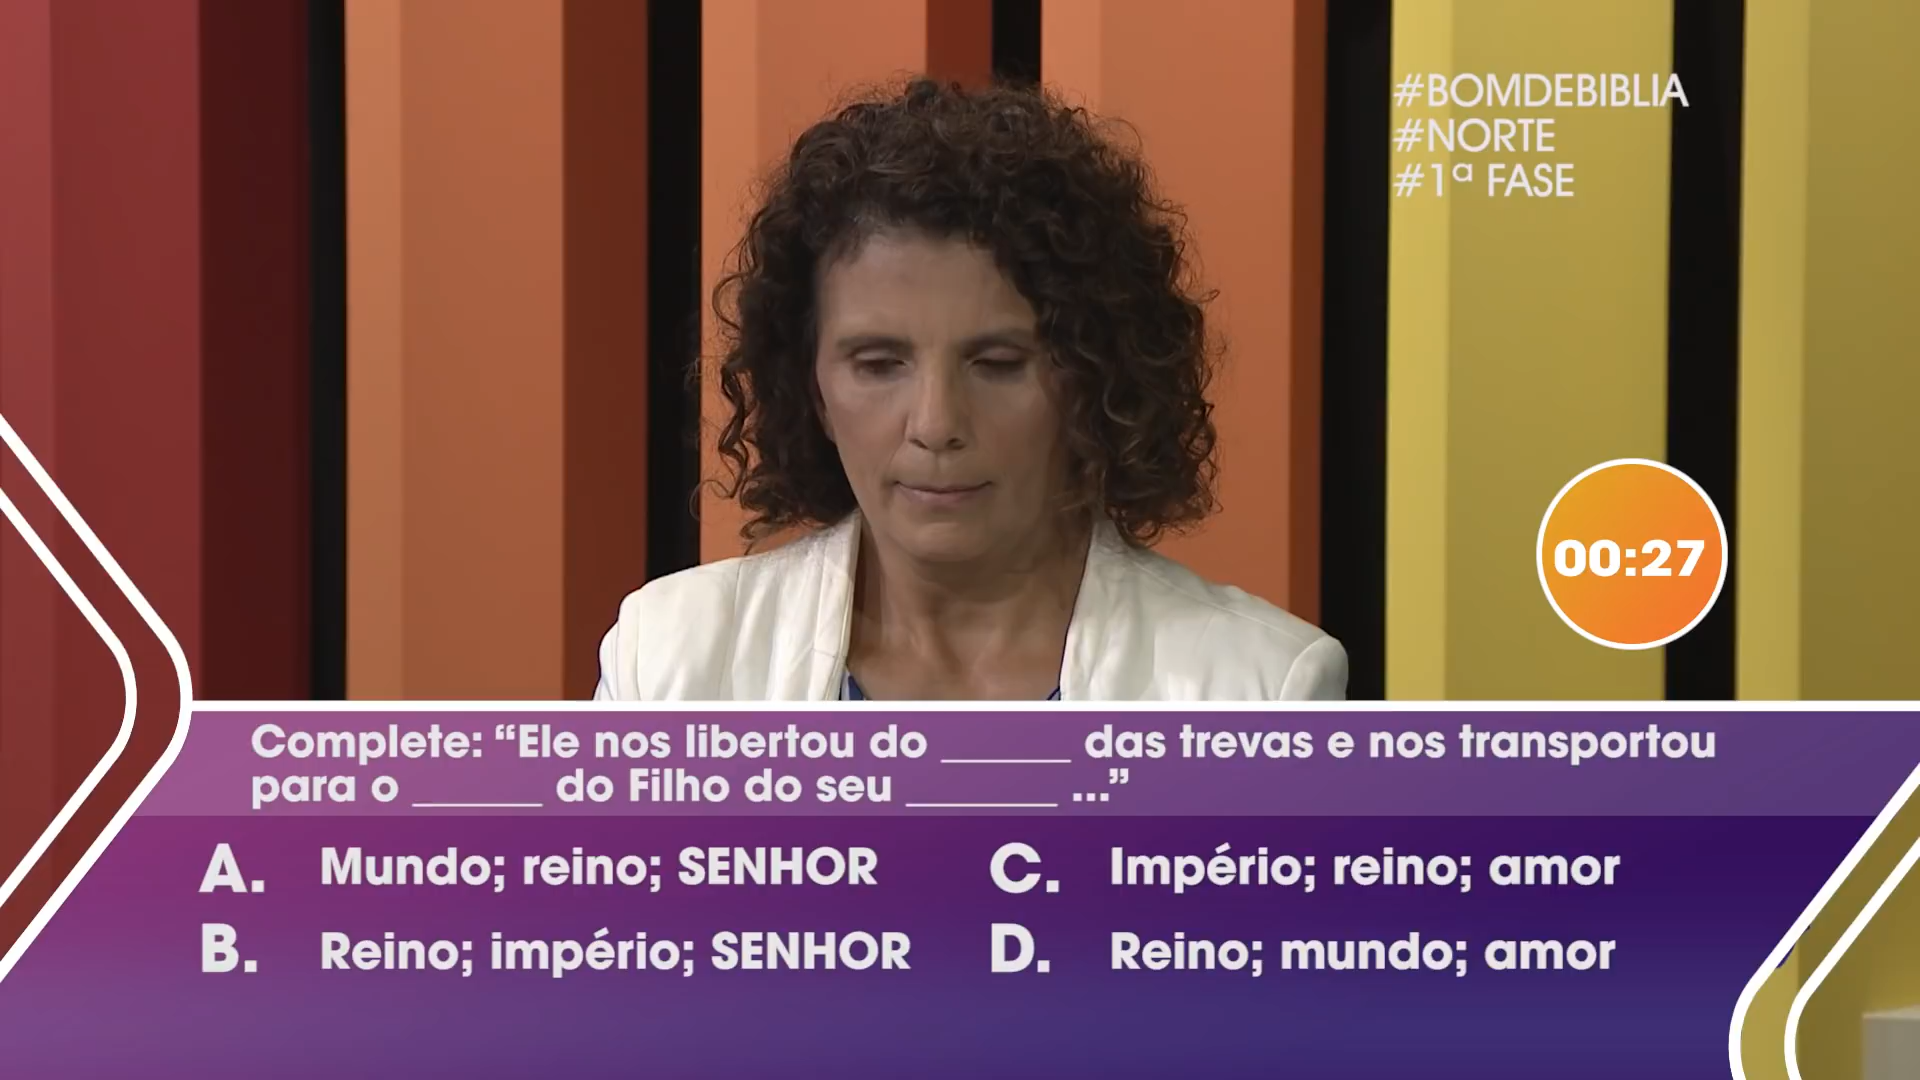 #BOMDEBIBLIA
#NORTE
#1ª FASE
00:27
Complete: “Ele nos libertou do ______ das trevas e nos transportou
para o ______ do Filho do seu _______ ...”
A. Mundo; reino; SENHOR
B. Reino; império; SENHOR
C. Império; reino; amor
D. Reino; mundo; amor